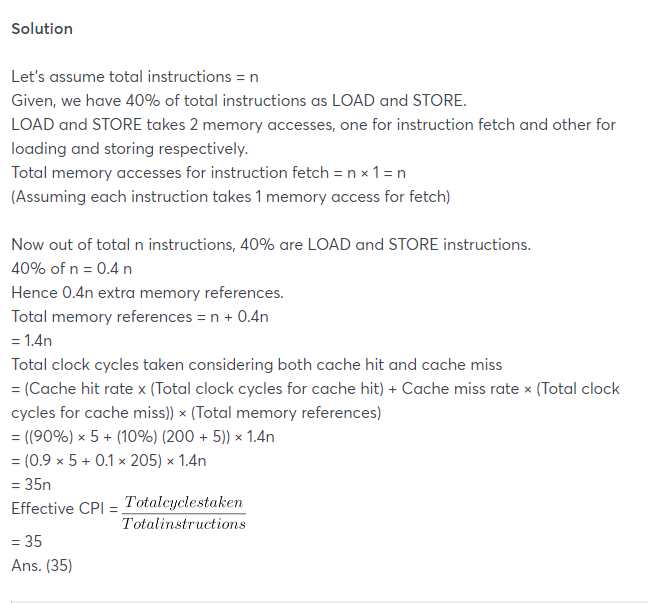 Solution
Let's assume total instructions = n
Given, we have 40% of total instructions as LOAD and STORE.
LOAD and STORE takes 2 memory accesses, one for instruction fetch and other for
loading and storing respectively.
Total memory accesses for instruction fetch = n × 1 = n
(Assuming each instruction takes 1 memory access for fetch)
Now out of total n instructions, 40% are LOAD and STORE instructions.
40% of n = 0.4 n
Hence 0.4n extra memory references.
Total memory references = n + 0.4n
= 1.4n
Total clock cycles taken considering both cache hit and cache miss
= (Cache hit rate x (Total clock cycles for cache hit) + Cache miss rate × (Total clock
cycles for cache miss)) × (Total memory references)
= ((90%) × 5 + (10%) (200 + 5)) × 1.4n
= (0.9 × 5 + 0.1 × 205) × 1.4n
= 35n
Effective CPI = Totalcyclestaken
Totalinstructions
= 35
Ans. (35)